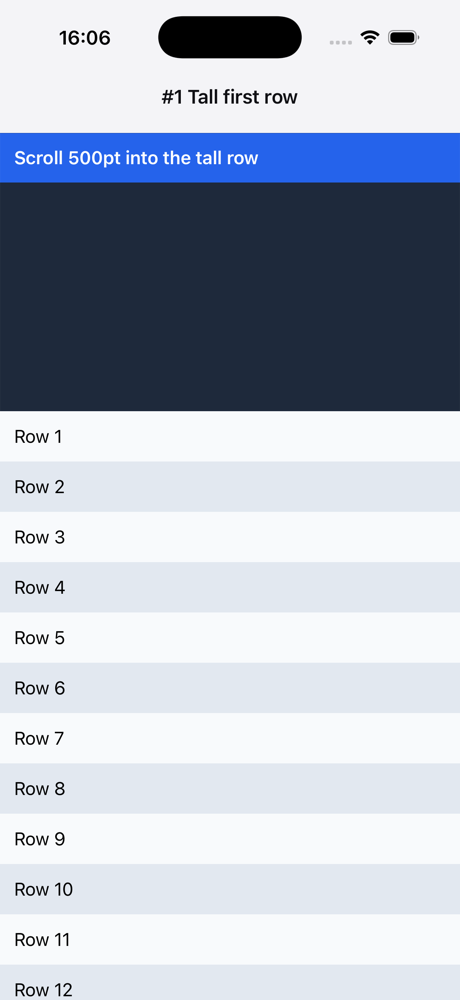 16:06
#1 Tall first row
Scroll 500pt into the tall row
Row 1
Row 2
Row 3
Row 4
Row 5
Row 6
Row 7
Row 8
Row 9
Row 10
Row 11
Row 12